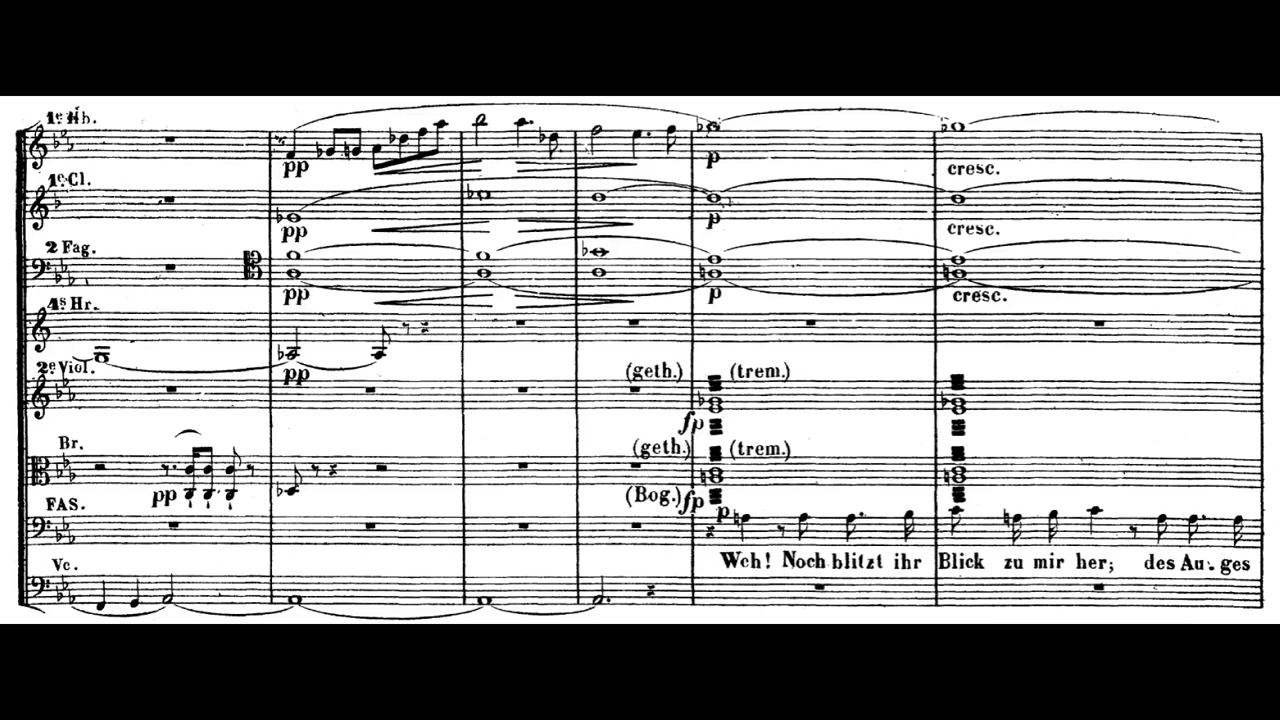 1e Hb.
pp p cresc.
1e Cl.
pp p cresc.
2 Fag.
pp p cresc.
4s Hr.
pp
2e Viol.
(geth.) (trem.)
fp
Br.
(geth.) (trem.)
pp (Bog.) fp
FAS.
p
Weh! Noch blitzt ihr Blick zu mir her; des Au-ges
Vc.